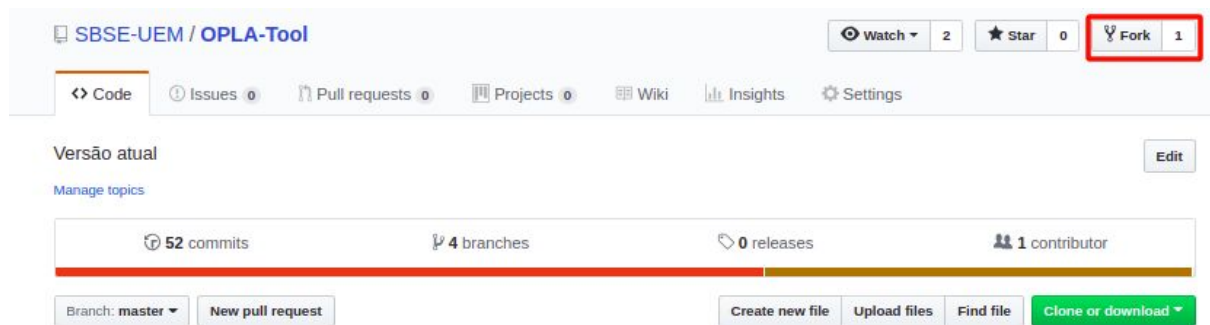 SBSE-UEM / OPLA-Tool Watch 2 Star 0 Fork 1
Code Issues 0 Pull requests 0 Projects 0 Wiki Insights Settings
Versão atual Edit
Manage topics
52 commits 4 branches 0 releases 1 contributor
Branch: master New pull request Create new file Upload files Find file Clone or download